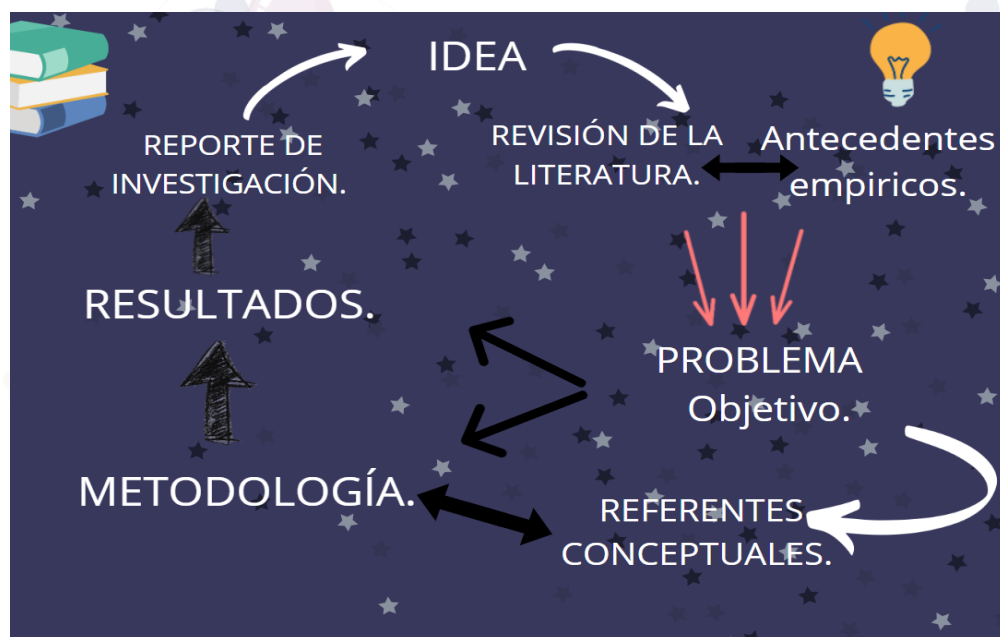 IDEA
REVISIÓN DE LA
LITERATURA.
Antecedentes
empiricos.
PROBLEMA
Objetivo.
REFERENTES
CONCEPTUALES.
METODOLOGÍA.
RESULTADOS.
REPORTE DE
INVESTIGACIÓN.